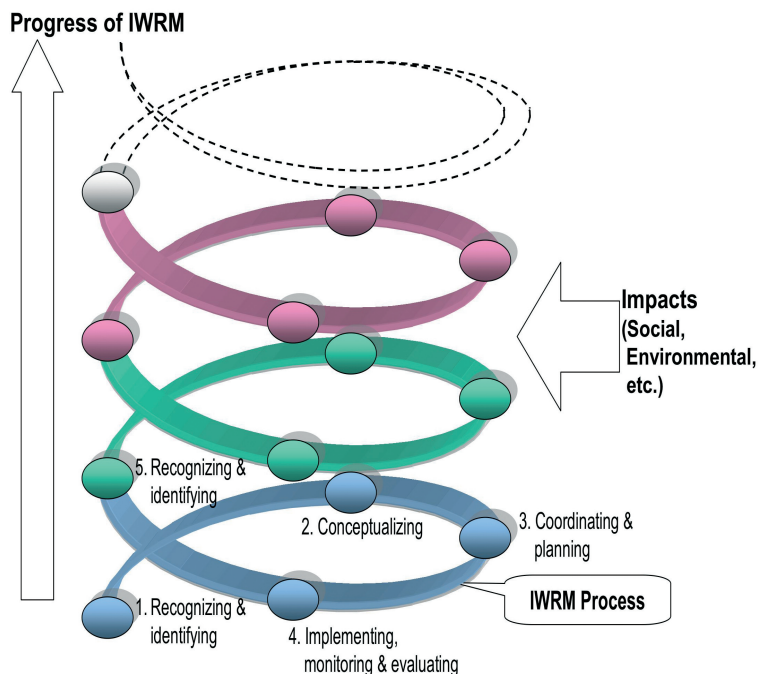 Progress of IWRM
Impacts
(Social,
Environmental,
etc.)
5. Recognizing &
identifying
2. Conceptualizing
3. Coordinating &
planning
1. Recognizing &
identifying
IWRM Process
4. Implementing,
monitoring & evaluating